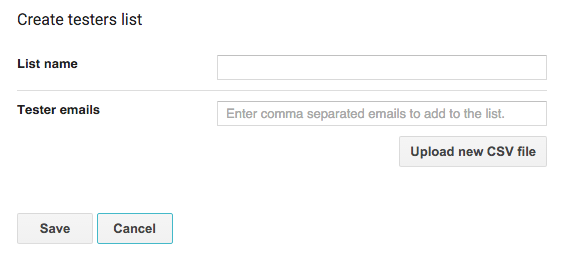 Create testers list
List name
Tester emails
Enter comma separated emails to add to the list.
Upload new CSV file
Save
Cancel